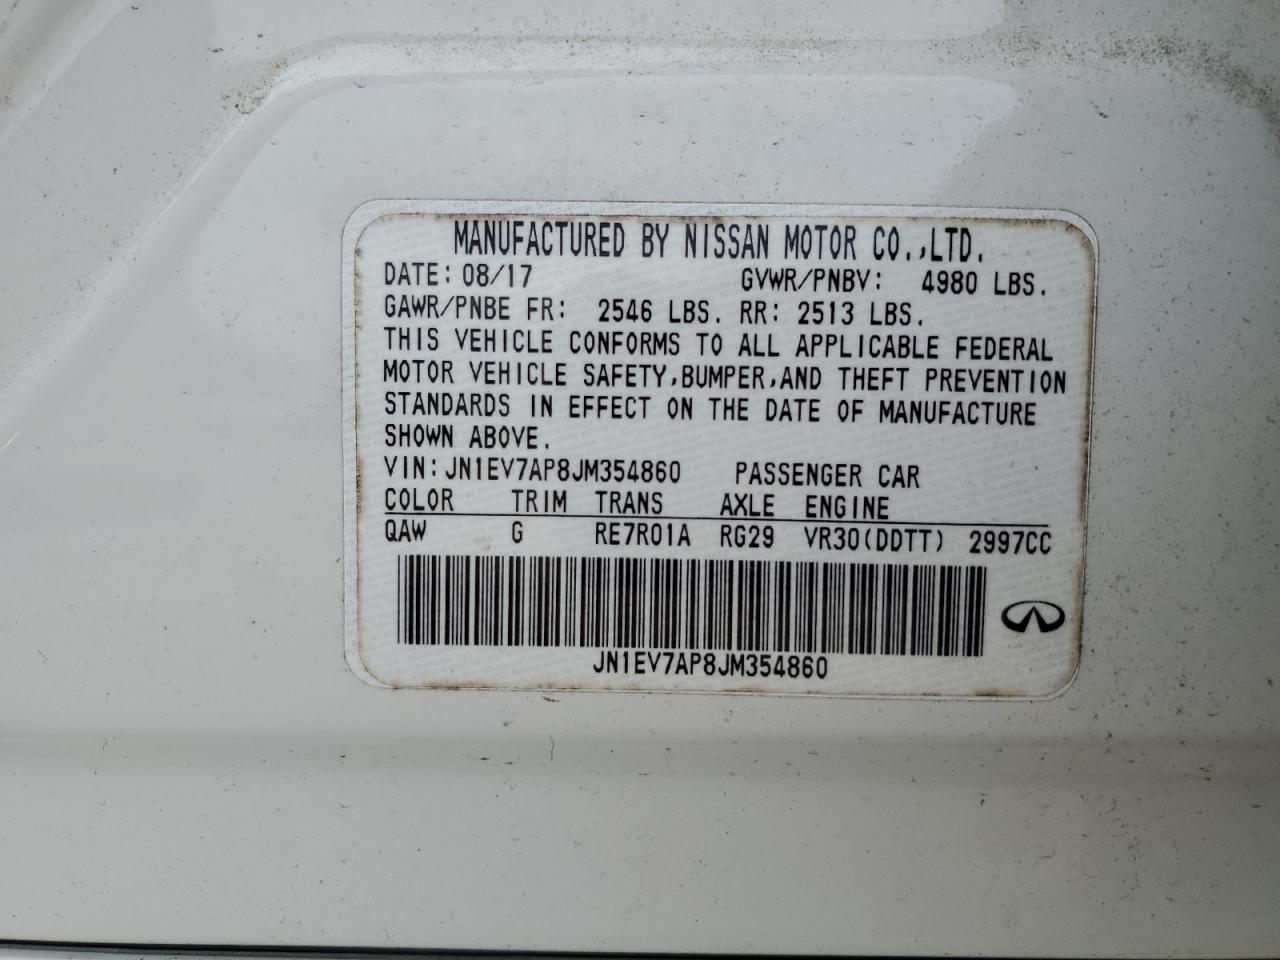 MANUFACTURED BY NISSAN MOTOR CO.,LTD.
DATE: 08/17 GVWR/PNBV: 4980 LBS.
GAWR/PNBE FR: 2546 LBS. RR: 2513 LBS.
THIS VEHICLE CONFORMS TO ALL APPLICABLE FEDERAL
MOTOR VEHICLE SAFETY,BUMPER,AND THEFT PREVENTION
STANDARDS IN EFFECT ON THE DATE OF MANUFACTURE
SHOWN ABOVE.
VIN: JN1EV7AP8JM354860 PASSENGER CAR
COLOR TRIM TRANS AXLE ENGINE
QAW G RE7R01A RG29 VR30(DDTT) 2997CC
JN1EV7AP8JM354860